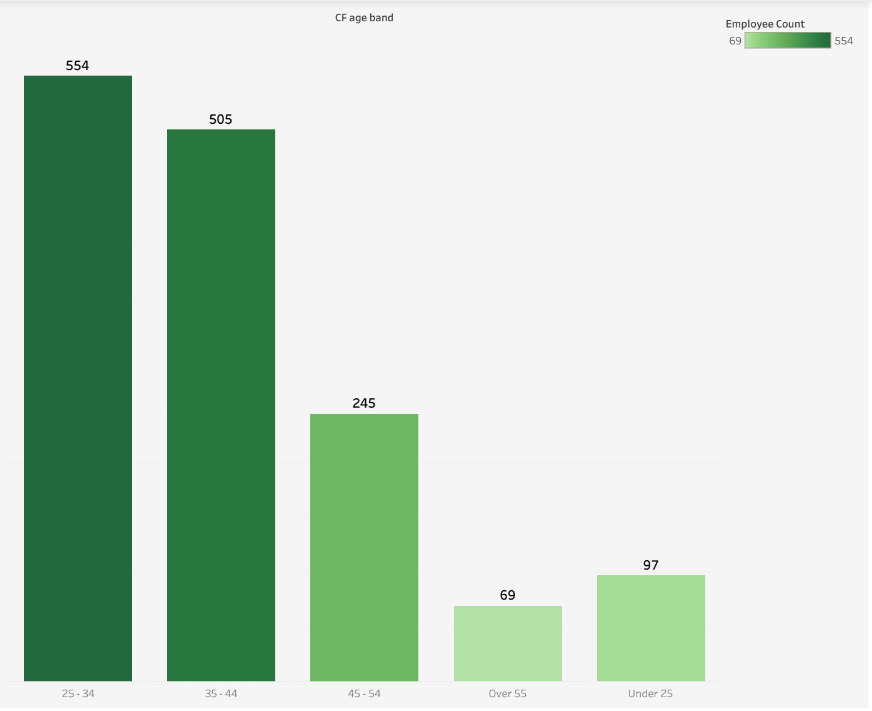 CF age band
Employee Count
69 554
554
505
245
69
97
25 - 34
35 - 44
45 - 54
Over 55
Under 25